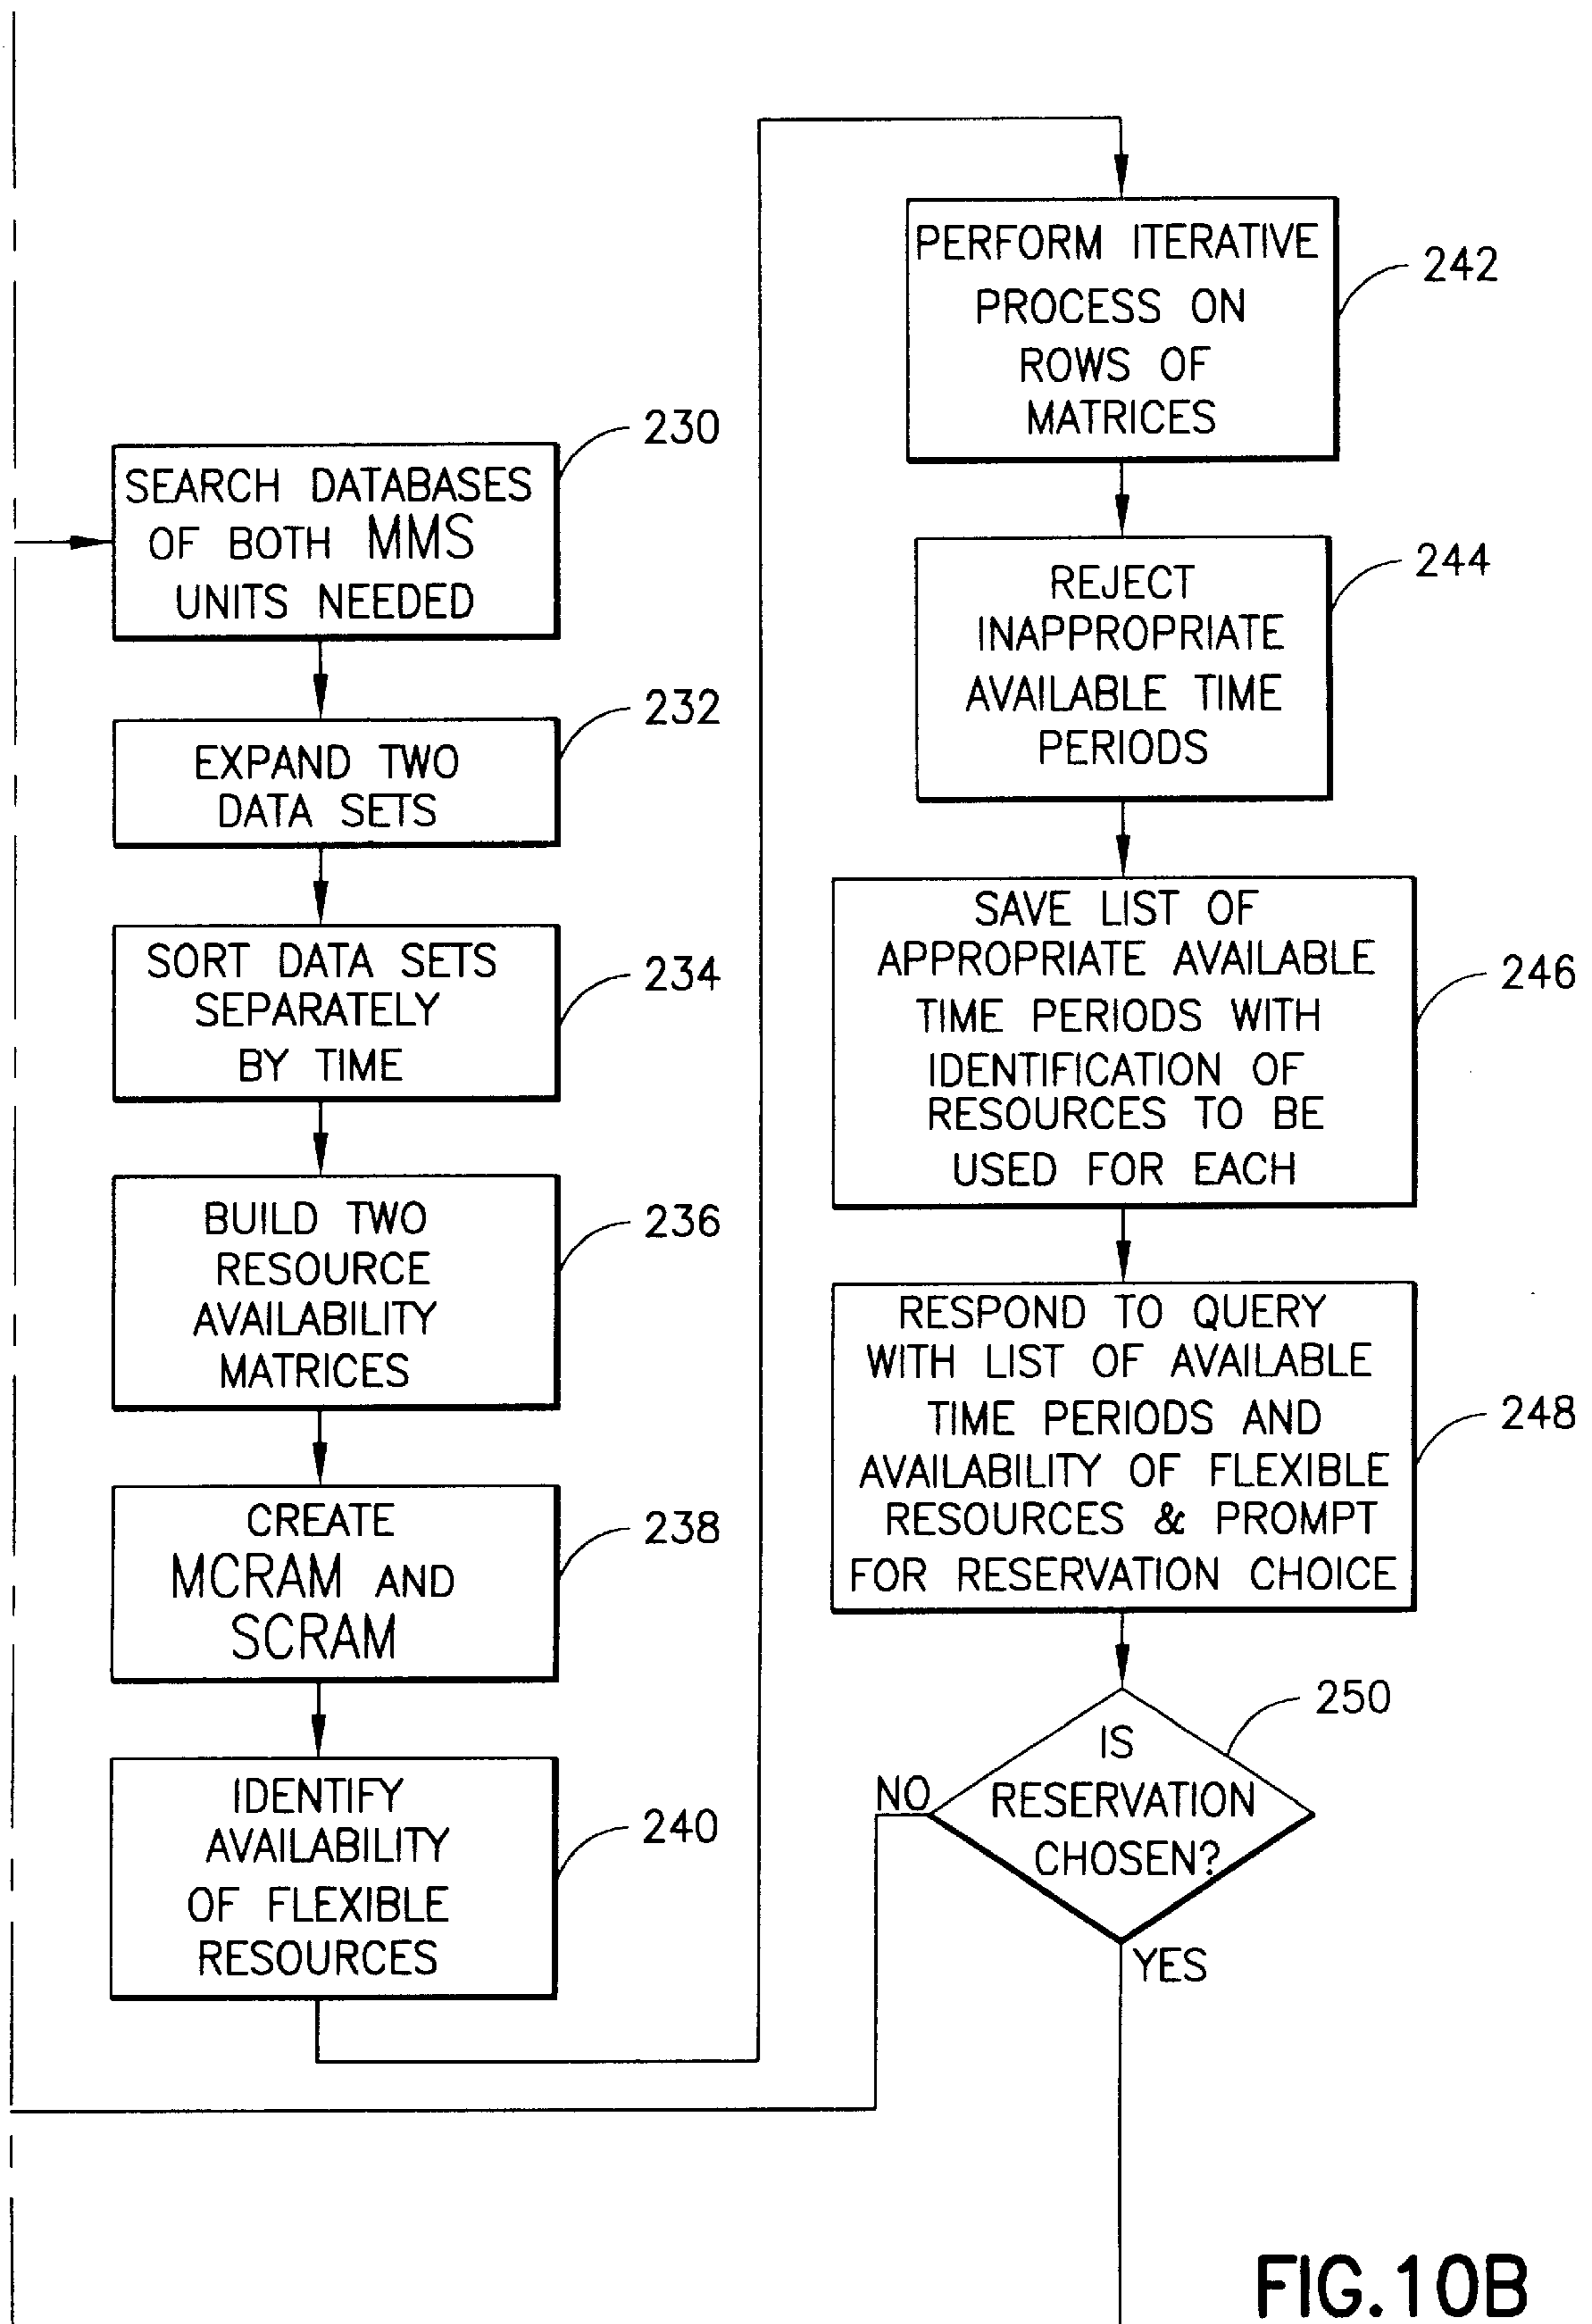 230
SEARCH DATABASES
OF BOTH MMS
UNITS NEEDED
232
EXPAND TWO
DATA SETS
234
SORT DATA SETS
SEPARATELY
BY TIME
236
BUILD TWO
RESOURCE
AVAILABILITY
MATRICES
238
CREATE
MCRAM AND
SCRAM
240
IDENTIFY
AVAILABILITY
OF FLEXIBLE
RESOURCES
242
PERFORM ITERATIVE
PROCESS ON
ROWS OF
MATRICES
244
REJECT
INAPPROPRIATE
AVAILABLE TIME
PERIODS
246
SAVE LIST OF
APPROPRIATE AVAILABLE
TIME PERIODS WITH
IDENTIFICATION OF
RESOURCES TO BE
USED FOR EACH
248
RESPOND TO QUERY
WITH LIST OF AVAILABLE
TIME PERIODS AND
AVAILABILITY OF FLEXIBLE
RESOURCES & PROMPT
FOR RESERVATION CHOICE
250
IS
RESERVATION
CHOSEN?
NO
YES
FIG.10B